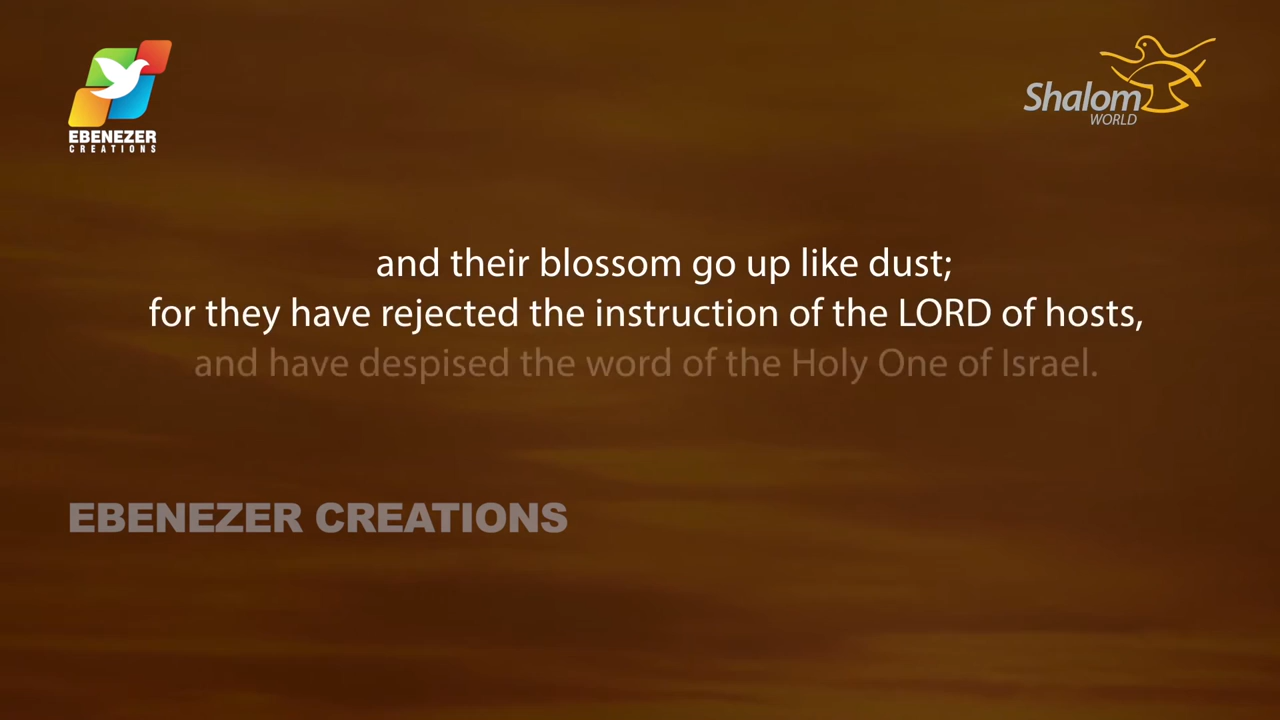 EBENEZER
CREATIONS
Shalom
WORLD
and their blossom go up like dust;
for they have rejected the instruction of the LORD of hosts,
and have despised the word of the Holy One of Israel.
EBENEZER CREATIONS